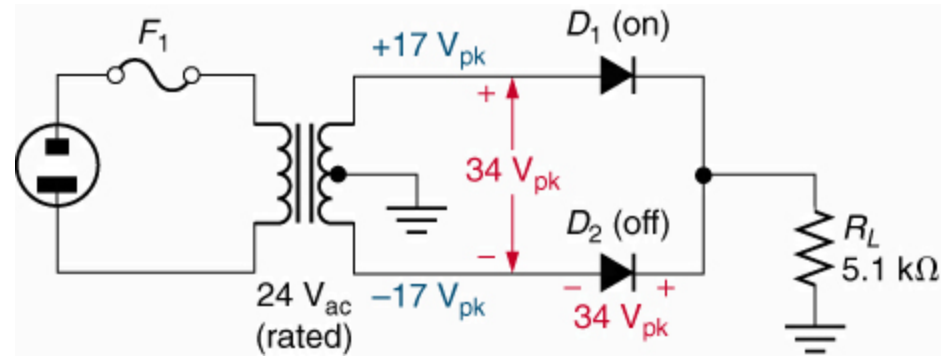 F1
+17 Vpk
D1 (on)
+
34 Vpk
–
D2 (off)
– +
34 Vpk
–17 Vpk
24 Vac
(rated)
RL
5.1 kΩ